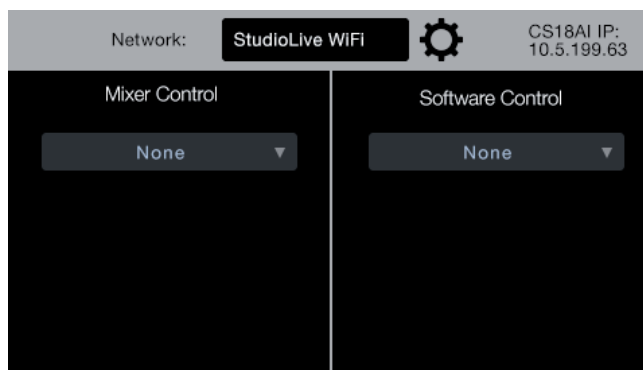 Network: StudioLive WiFi CS18AI IP:
10.5.199.63
Mixer Control Software Control
None None